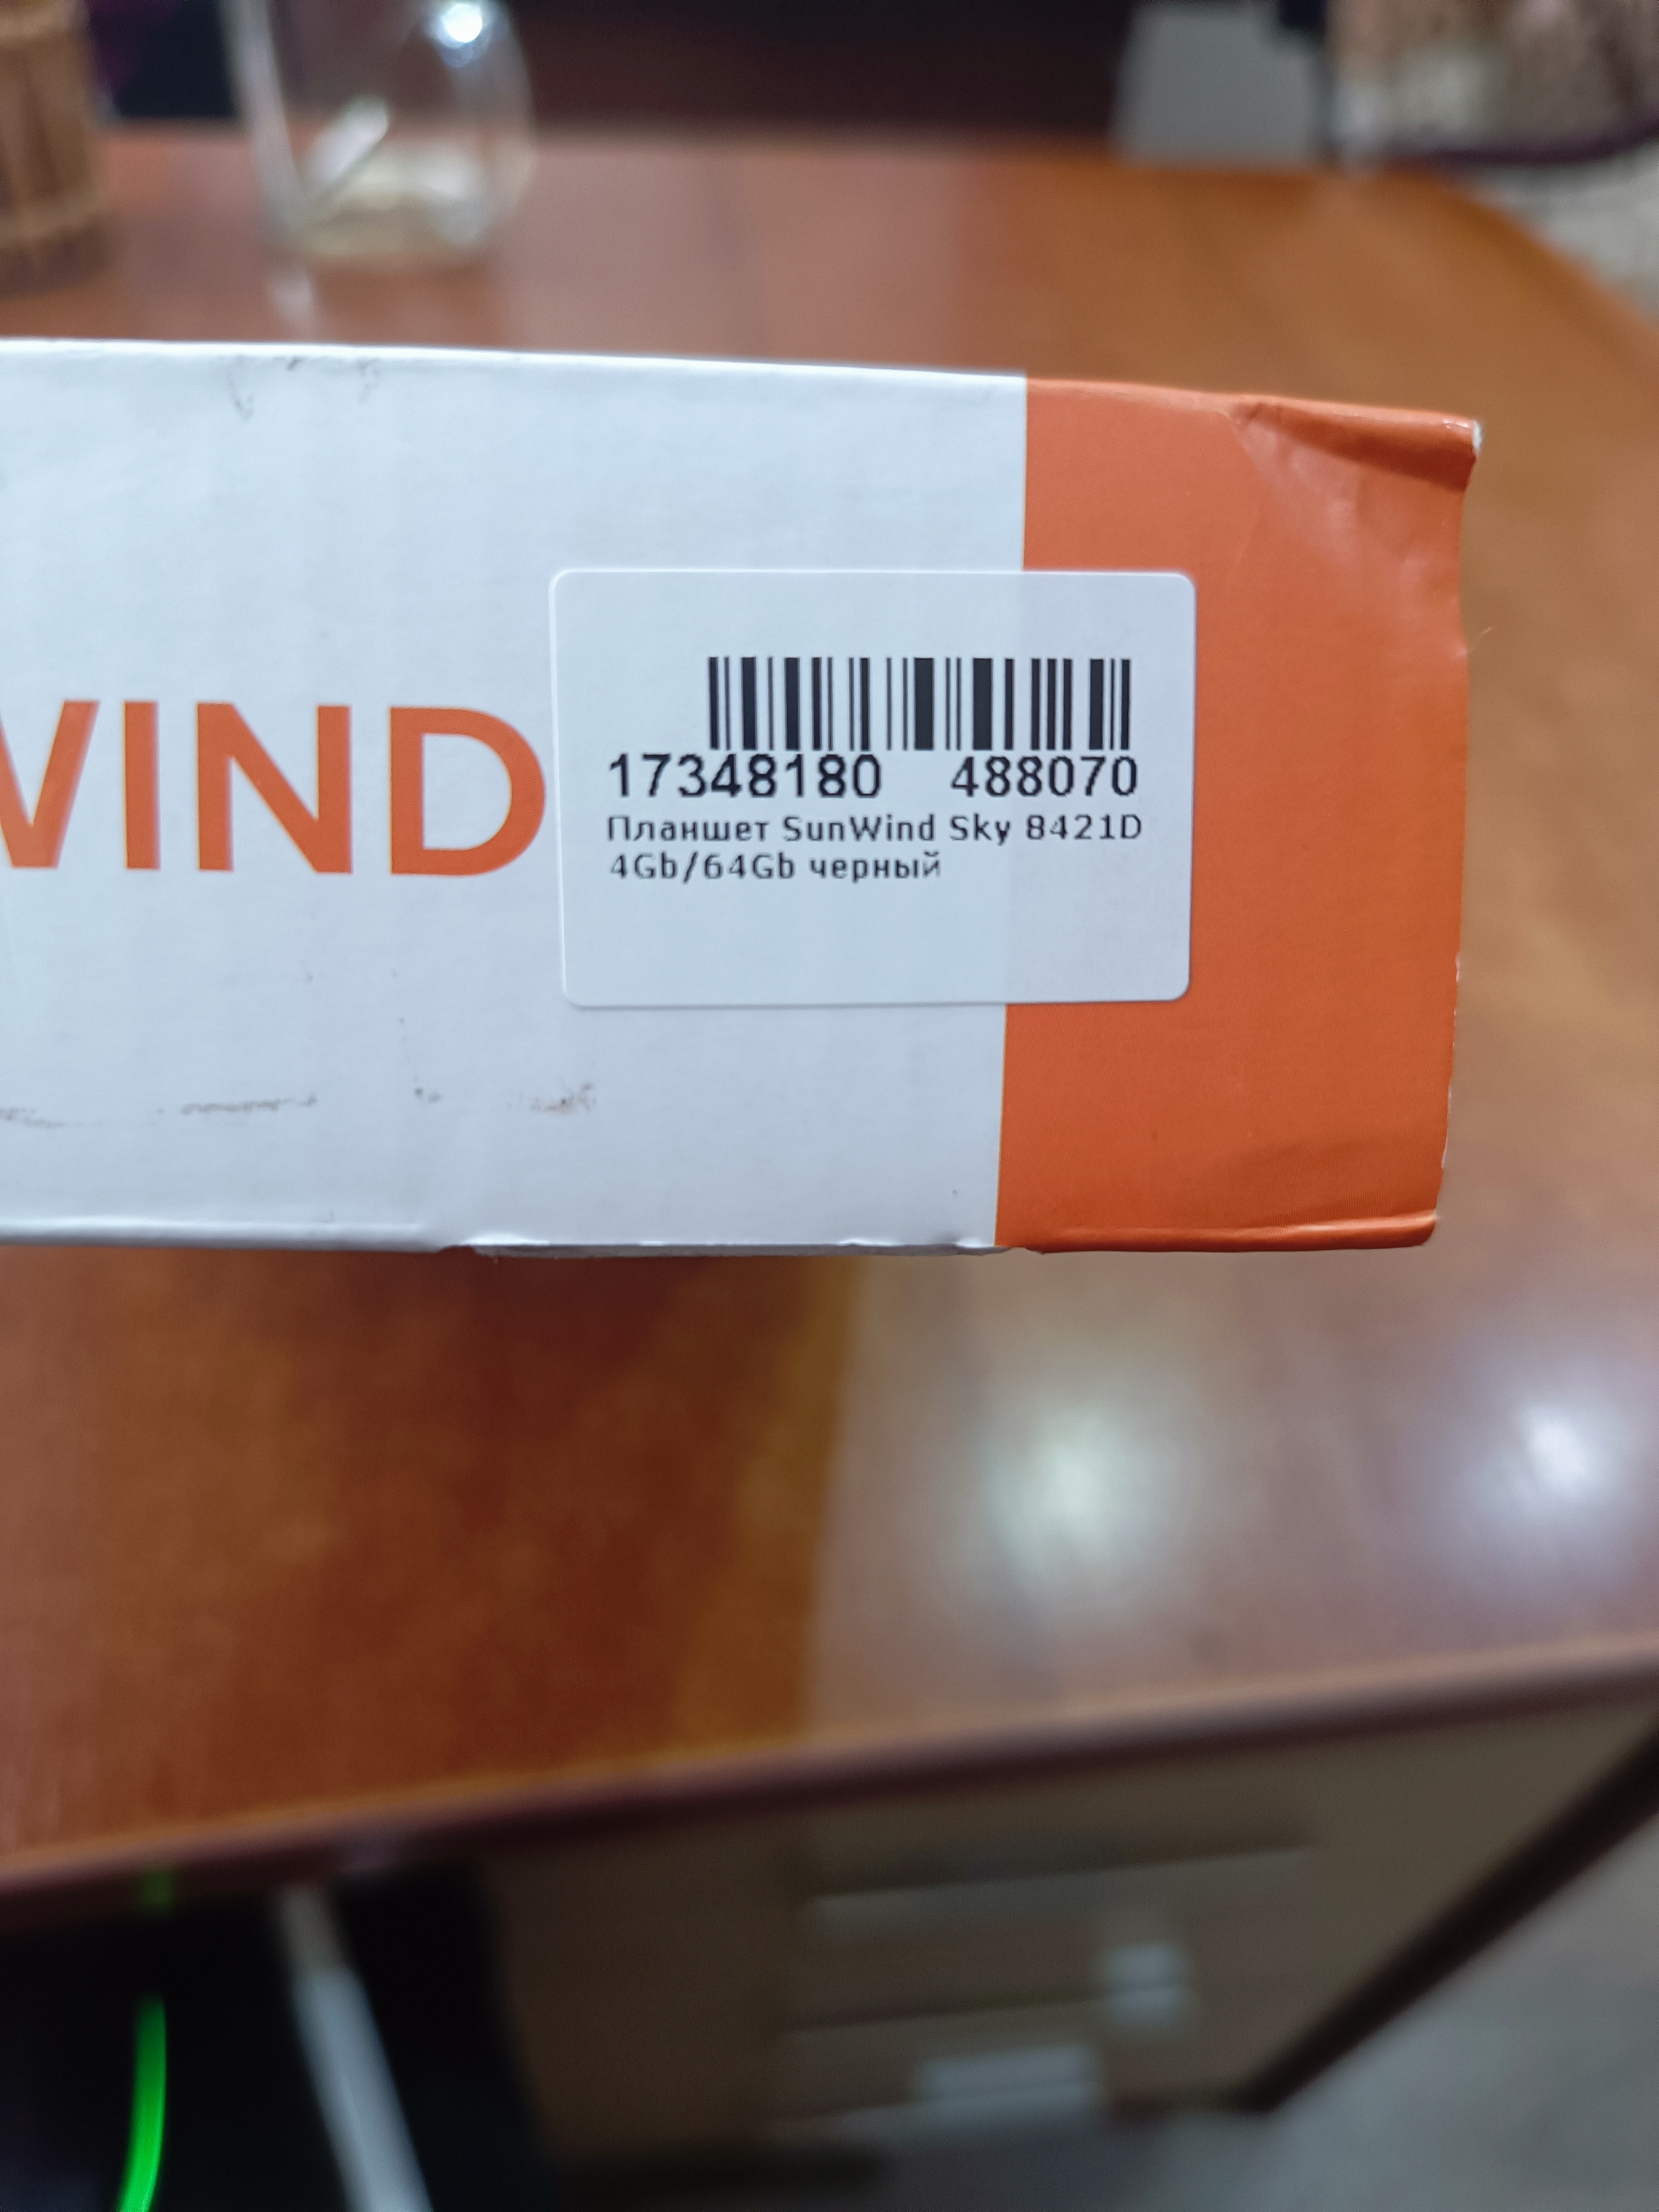 WIND
17348180 488070
Планшет SunWind Sky 8421D
4Gb/64Gb черный